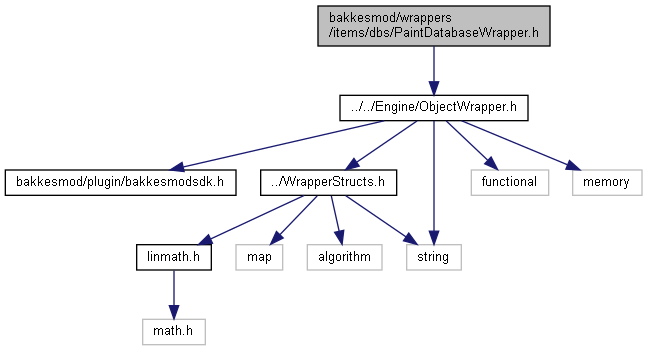 bakkesmod/wrappers
/items/dbs/PaintDatabaseWrapper.h
../../Engine/ObjectWrapper.h
bakkesmod/plugin/bakkesmodsdk.h
../WrapperStructs.h
functional
memory
linmath.h
map
algorithm
string
math.h